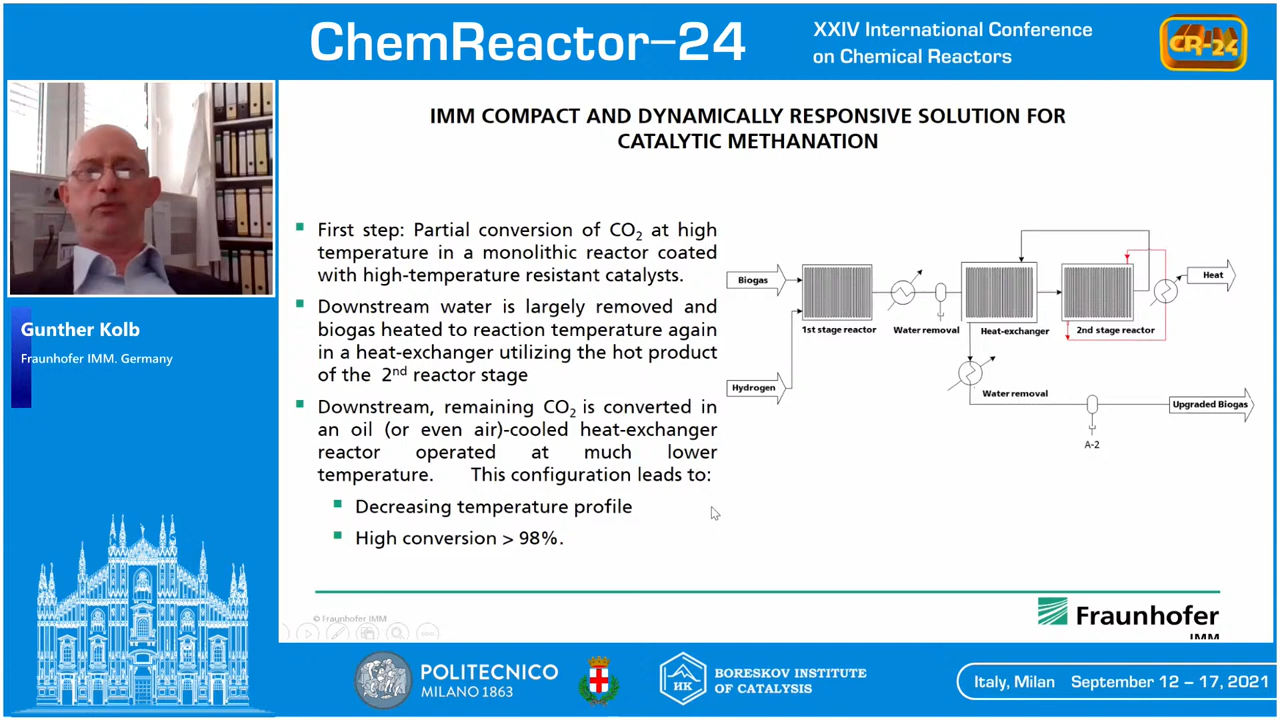 ChemReactor–24
XXIV International Conference
on Chemical Reactors
CR-24
IMM COMPACT AND DYNAMICALLY RESPONSIVE SOLUTION FOR
CATALYTIC METHANATION
Gunther Kolb
Fraunhofer IMM. Germany
First step: Partial conversion of CO₂ at high
temperature in a monolithic reactor coated
with high-temperature resistant catalysts.
Downstream water is largely removed and
biogas heated to reaction temperature again
in a heat-exchanger utilizing the hot product
of the 2nd reactor stage
Downstream, remaining CO₂ is converted in
an oil (or even air)-cooled heat-exchanger
reactor operated at much lower
temperature. This configuration leads to:
Decreasing temperature profile
High conversion > 98%.
Biogas
Heat
1st stage reactor
Water removal
Heat-exchanger
2nd stage reactor
Hydrogen
Water removal
Upgraded Biogas
A-2
© Fraunhofer IMM
Fraunhofer
IMM
POLITECNICO
MILANO 1863
НК
BORESKOV INSTITUTE
OF CATALYSIS
Italy, Milan September 12 – 17, 2021